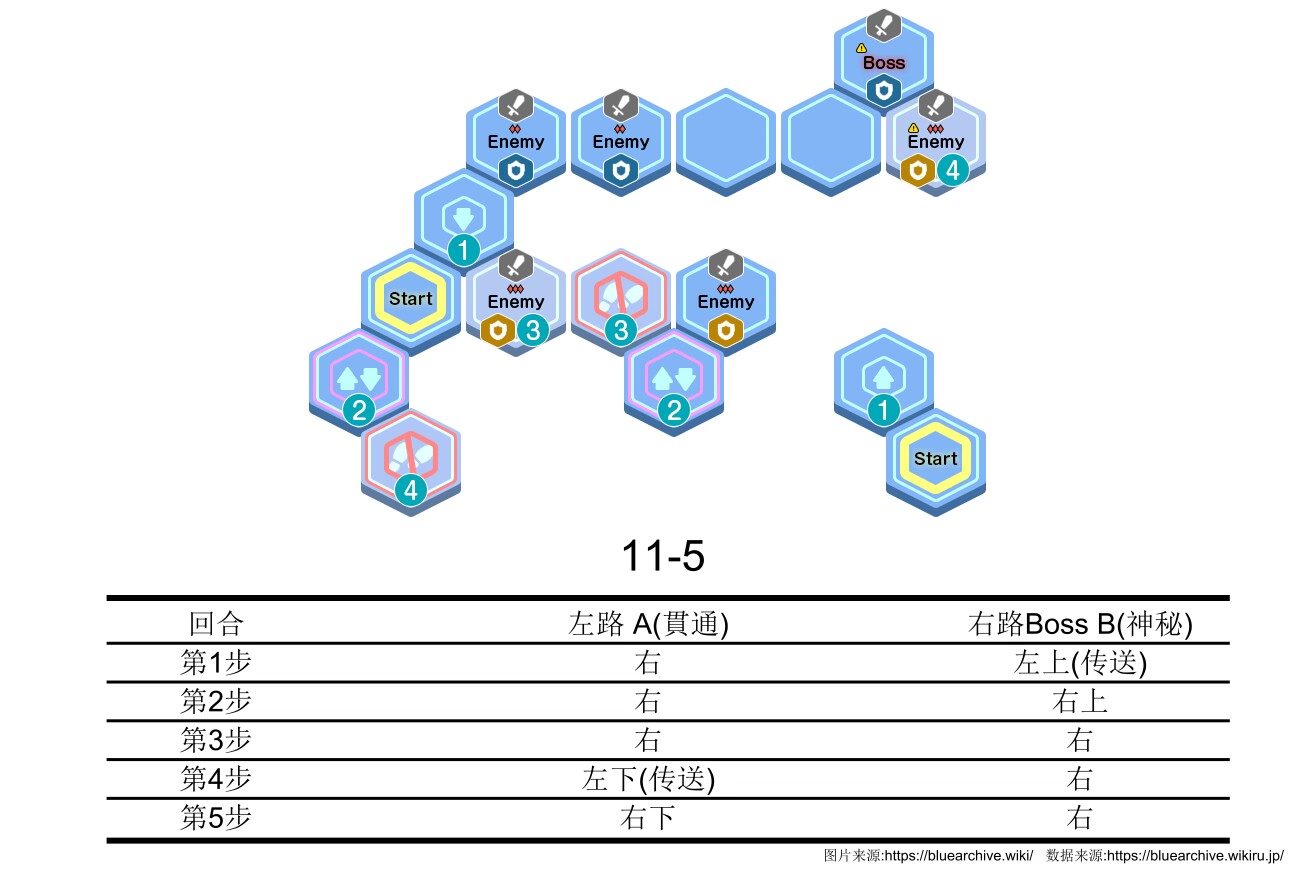 Boss
Enemy Enemy Enemy
4
1
Start Enemy Enemy
3 3
2 2 1
Start
4
11-5
回合 左路 A(貫通) 右路Boss B(神秘)
第1步 右 左上(传送)
第2步 右 右上
第3步 右 右
第4步 左下(传送) 右
第5步 右下 右
图片来源:https://bluearchive.wiki/ 数据来源:https://bluearchive.wikiru.jp/